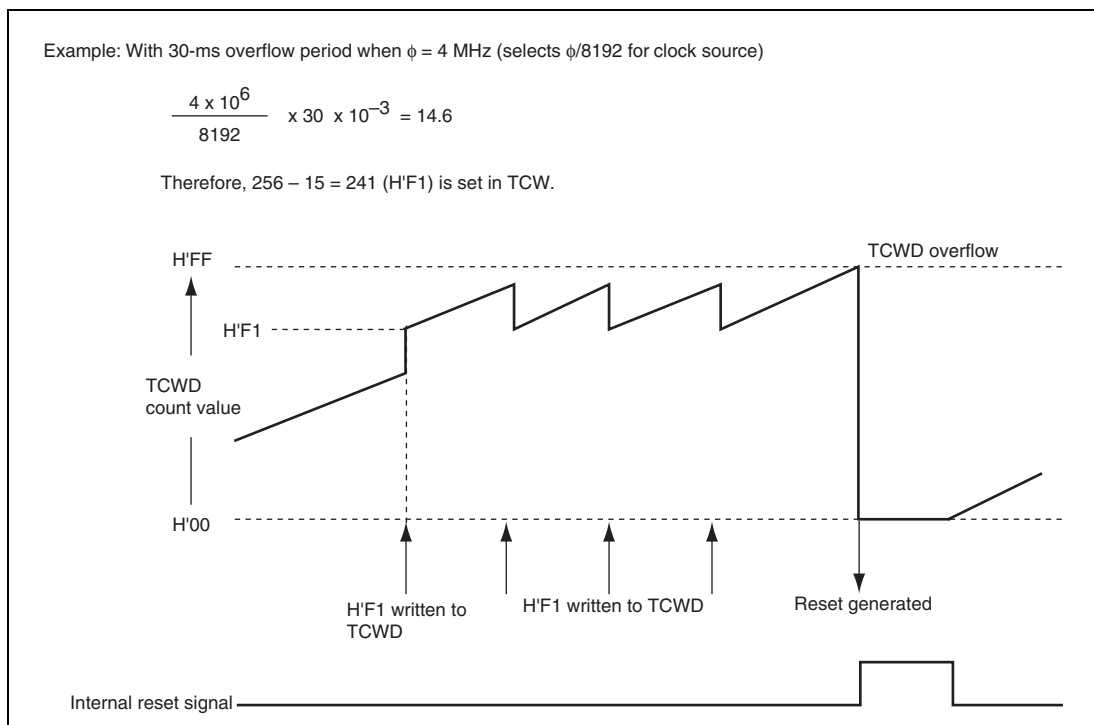 Example: With 30-ms overflow period when ϕ = 4 MHz (selects ϕ/8192 for clock source)
4 x 10^6
8192
x 30 x 10^–3 = 14.6
Therefore, 256 – 15 = 241 (H'F1) is set in TCW.
TCWD overflow
H'FF
H'F1
TCWD
count value
H'00
H'F1 written to
TCWD
H'F1 written to TCWD
Reset generated
Internal reset signal